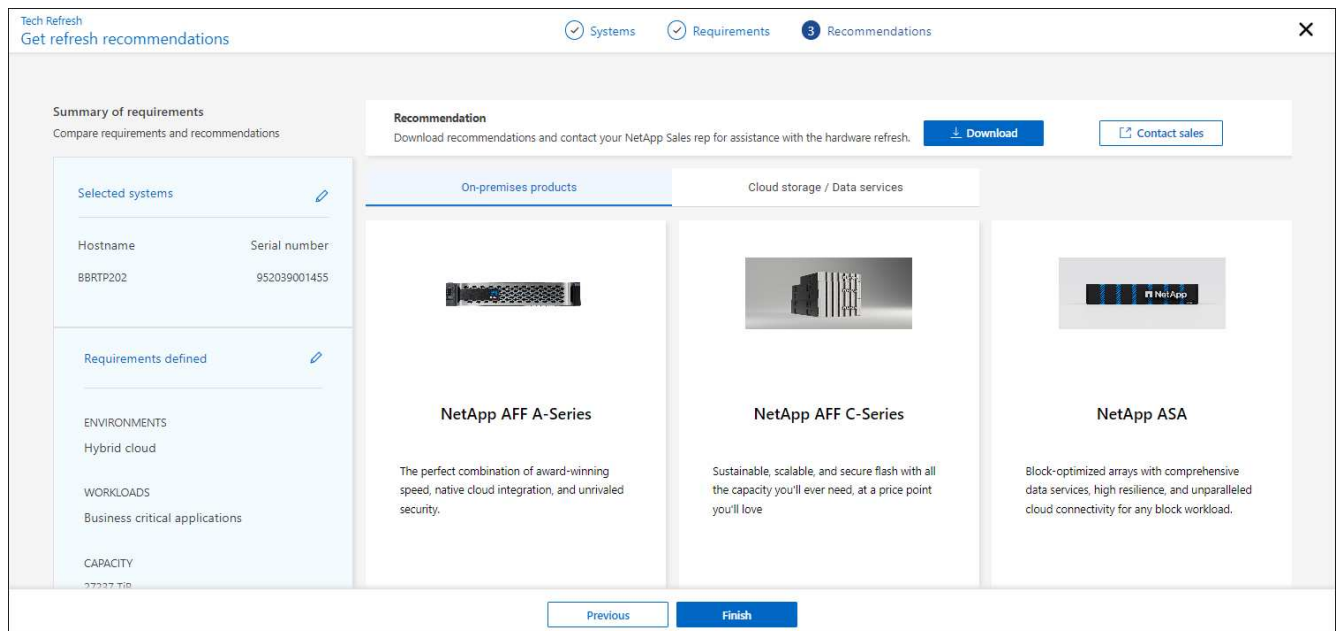 Tech Refresh
Get refresh recommendations
Systems
Requirements
3 Recommendations
Summary of requirements
Compare requirements and recommendations
Selected systems
Hostname Serial number
BBRTP202 952039001455
Requirements defined
ENVIRONMENTS
Hybrid cloud
WORKLOADS
Business critical applications
CAPACITY
27237 TiB
Recommendation
Download recommendations and contact your NetApp Sales rep for assistance with the hardware refresh.
Download
Contact sales
On-premises products
Cloud storage / Data services
NetApp AFF A-Series
The perfect combination of award-winning
speed, native cloud integration, and unrivaled
security.
NetApp AFF C-Series
Sustainable, scalable, and secure flash with all
the capacity you'll ever need, at a price point
you'll love
NetApp
NetApp ASA
Block-optimized arrays with comprehensive
data services, high resilience, and unparalleled
cloud connectivity for any block workload.
Previous
Finish